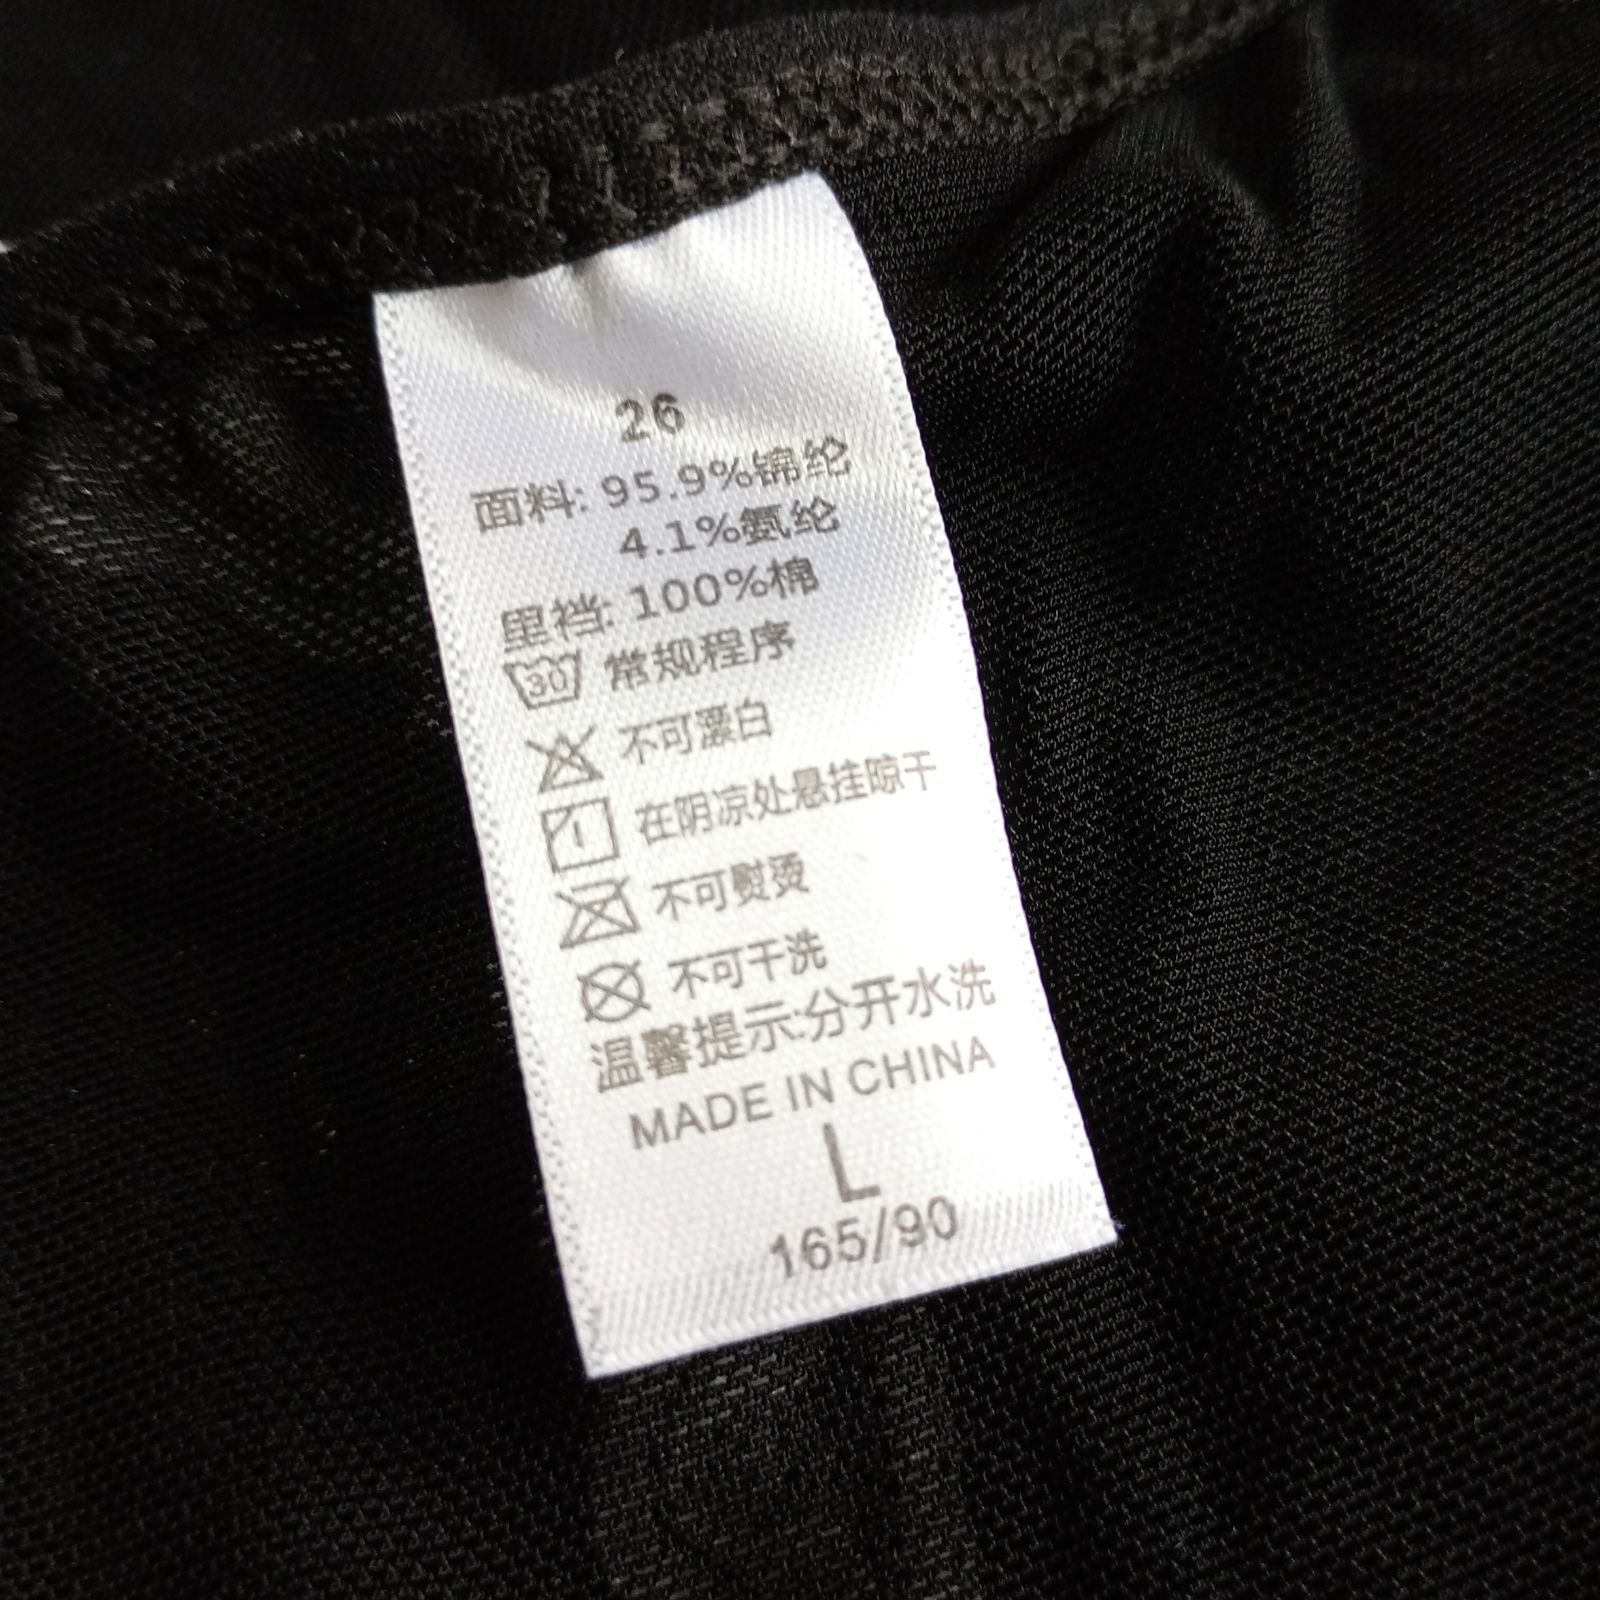 26
面料: 95.9%锦纶
4.1%氨纶
里裆: 100%棉
30 常规程序
不可漂白
在阴凉处悬挂晾干
不可熨烫
不可干洗
温馨提示:分开水洗
MADE IN CHINA
L
165/90